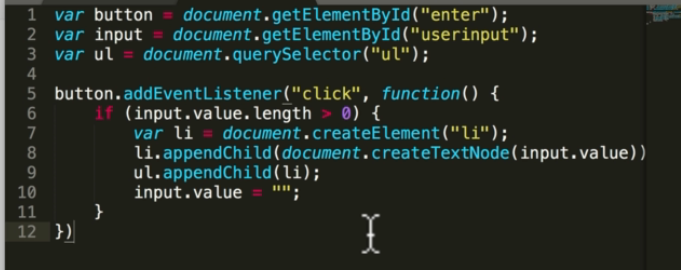 1 var button = document.getElementById("enter");
2 var input = document.getElementById("userinput");
3 var ul = document.querySelector("ul");
4
5 button.addEventListener("click", function() {
6     if (input.value.length > 0) {
7         var li = document.createElement("li");
8         li.appendChild(document.createTextNode(input.value))
9         ul.appendChild(li);
10         input.value = "";
11     }
12 })